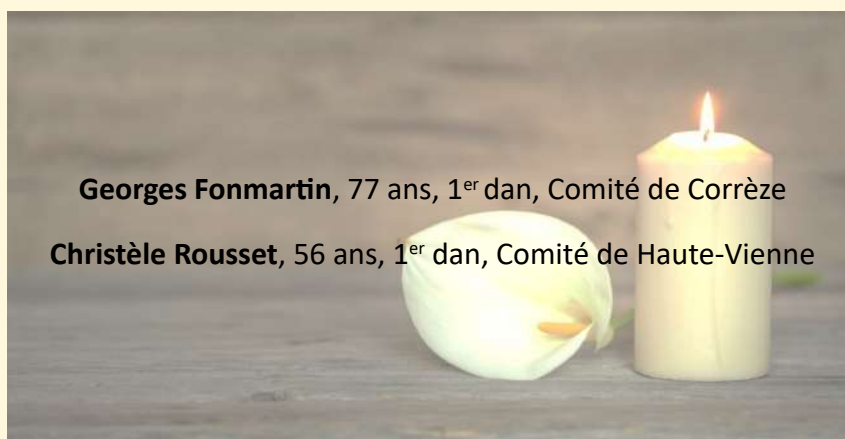 Georges Fonmartin, 77 ans, 1er dan, Comité de Corrèze
Christèle Rousset, 56 ans, 1er dan, Comité de Haute-Vienne